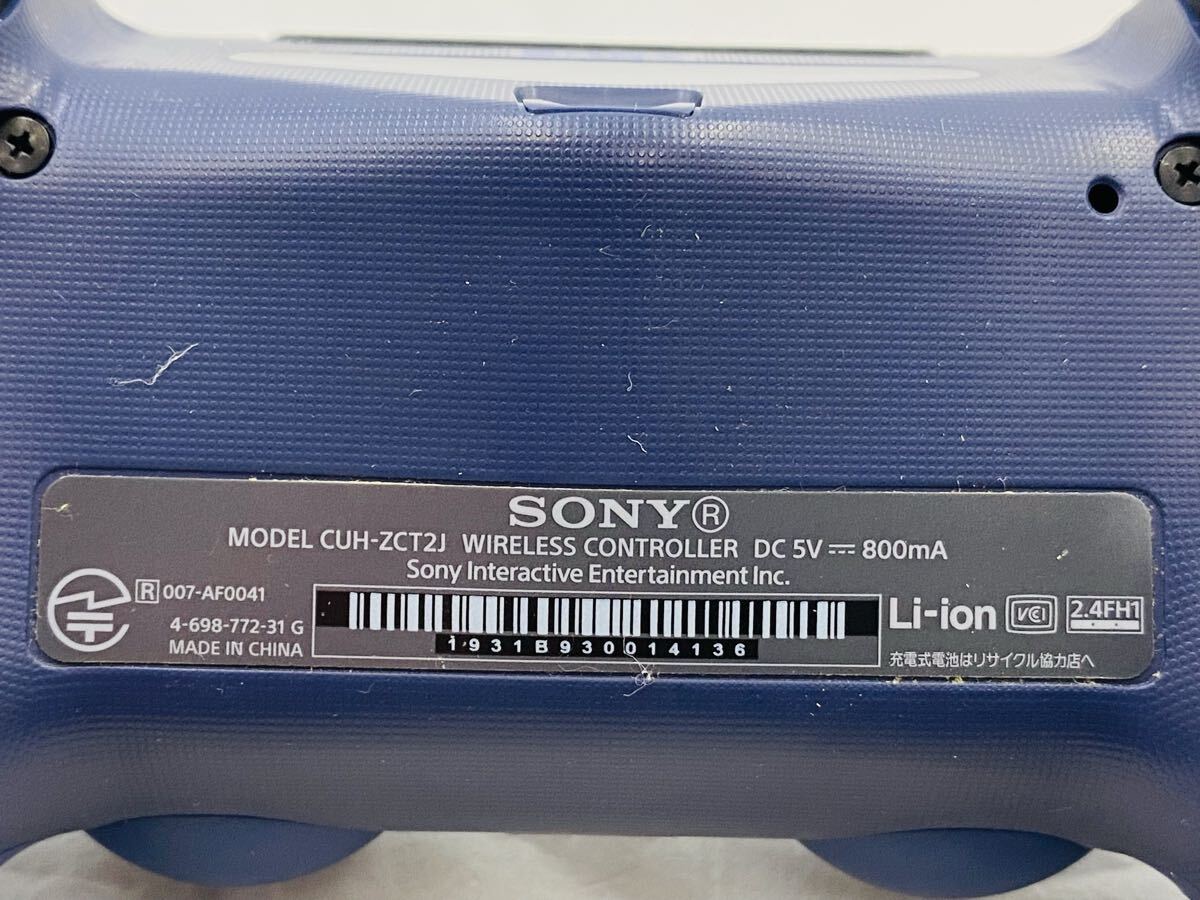 SONY®
MODEL CUH-ZCT2J WIRELESS CONTROLLER DC 5V ⎓ 800mA
Sony Interactive Entertainment Inc.
R 007-AF0041
4-698-772-31 G
MADE IN CHINA
1931B930014136
Li-ion VCCI 2.4FH1
充電式電池はリサイクル協力店へ